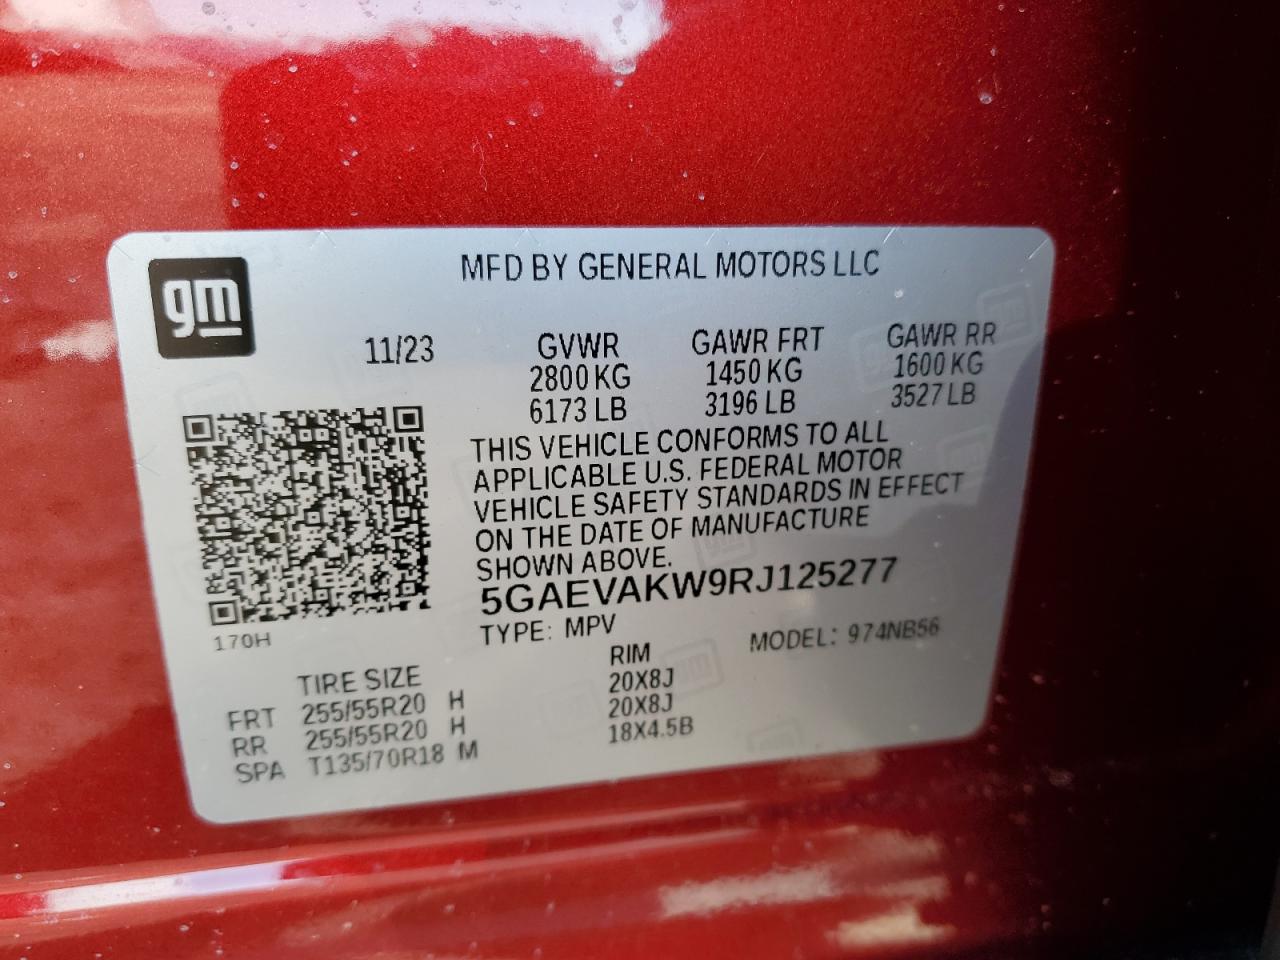 gm
MFD BY GENERAL MOTORS LLC
11/23 GVWR GAWR FRT GAWR RR
2800 KG 1450 KG 1600 KG
6173 LB 3196 LB 3527 LB
THIS VEHICLE CONFORMS TO ALL
APPLICABLE U.S. FEDERAL MOTOR
VEHICLE SAFETY STANDARDS IN EFFECT
ON THE DATE OF MANUFACTURE
SHOWN ABOVE.
5GAEVAKW9RJ125277
170H
TYPE: MPV MODEL: 974NB56
TIRE SIZE RIM
FRT 255/55R20 H 20X8J
RR 255/55R20 H 20X8J
SPA T135/70R18 M 18X4.5B